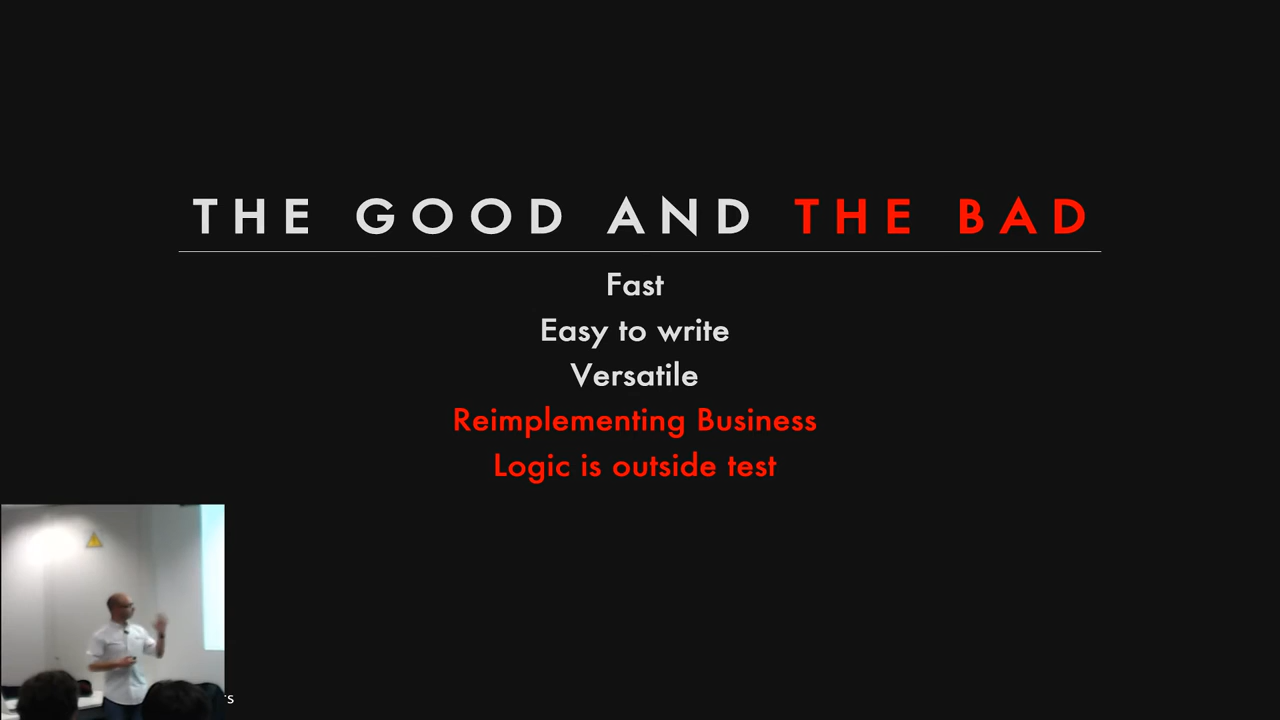 THE GOOD AND THE BAD
Fast
Easy to write
Versatile
Reimplementing Business
Logic is outside test